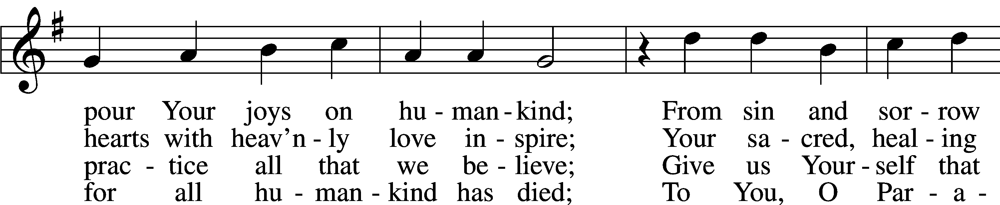 pour Your joys on hu - man - kind; From sin and sor - row
hearts with heav’n - ly love in - spire; Your sa - cred, heal - ing
prac - tice all that we be - lieve; Give us Your - self that
for all hu - man - kind has died; To You, O Par - a -